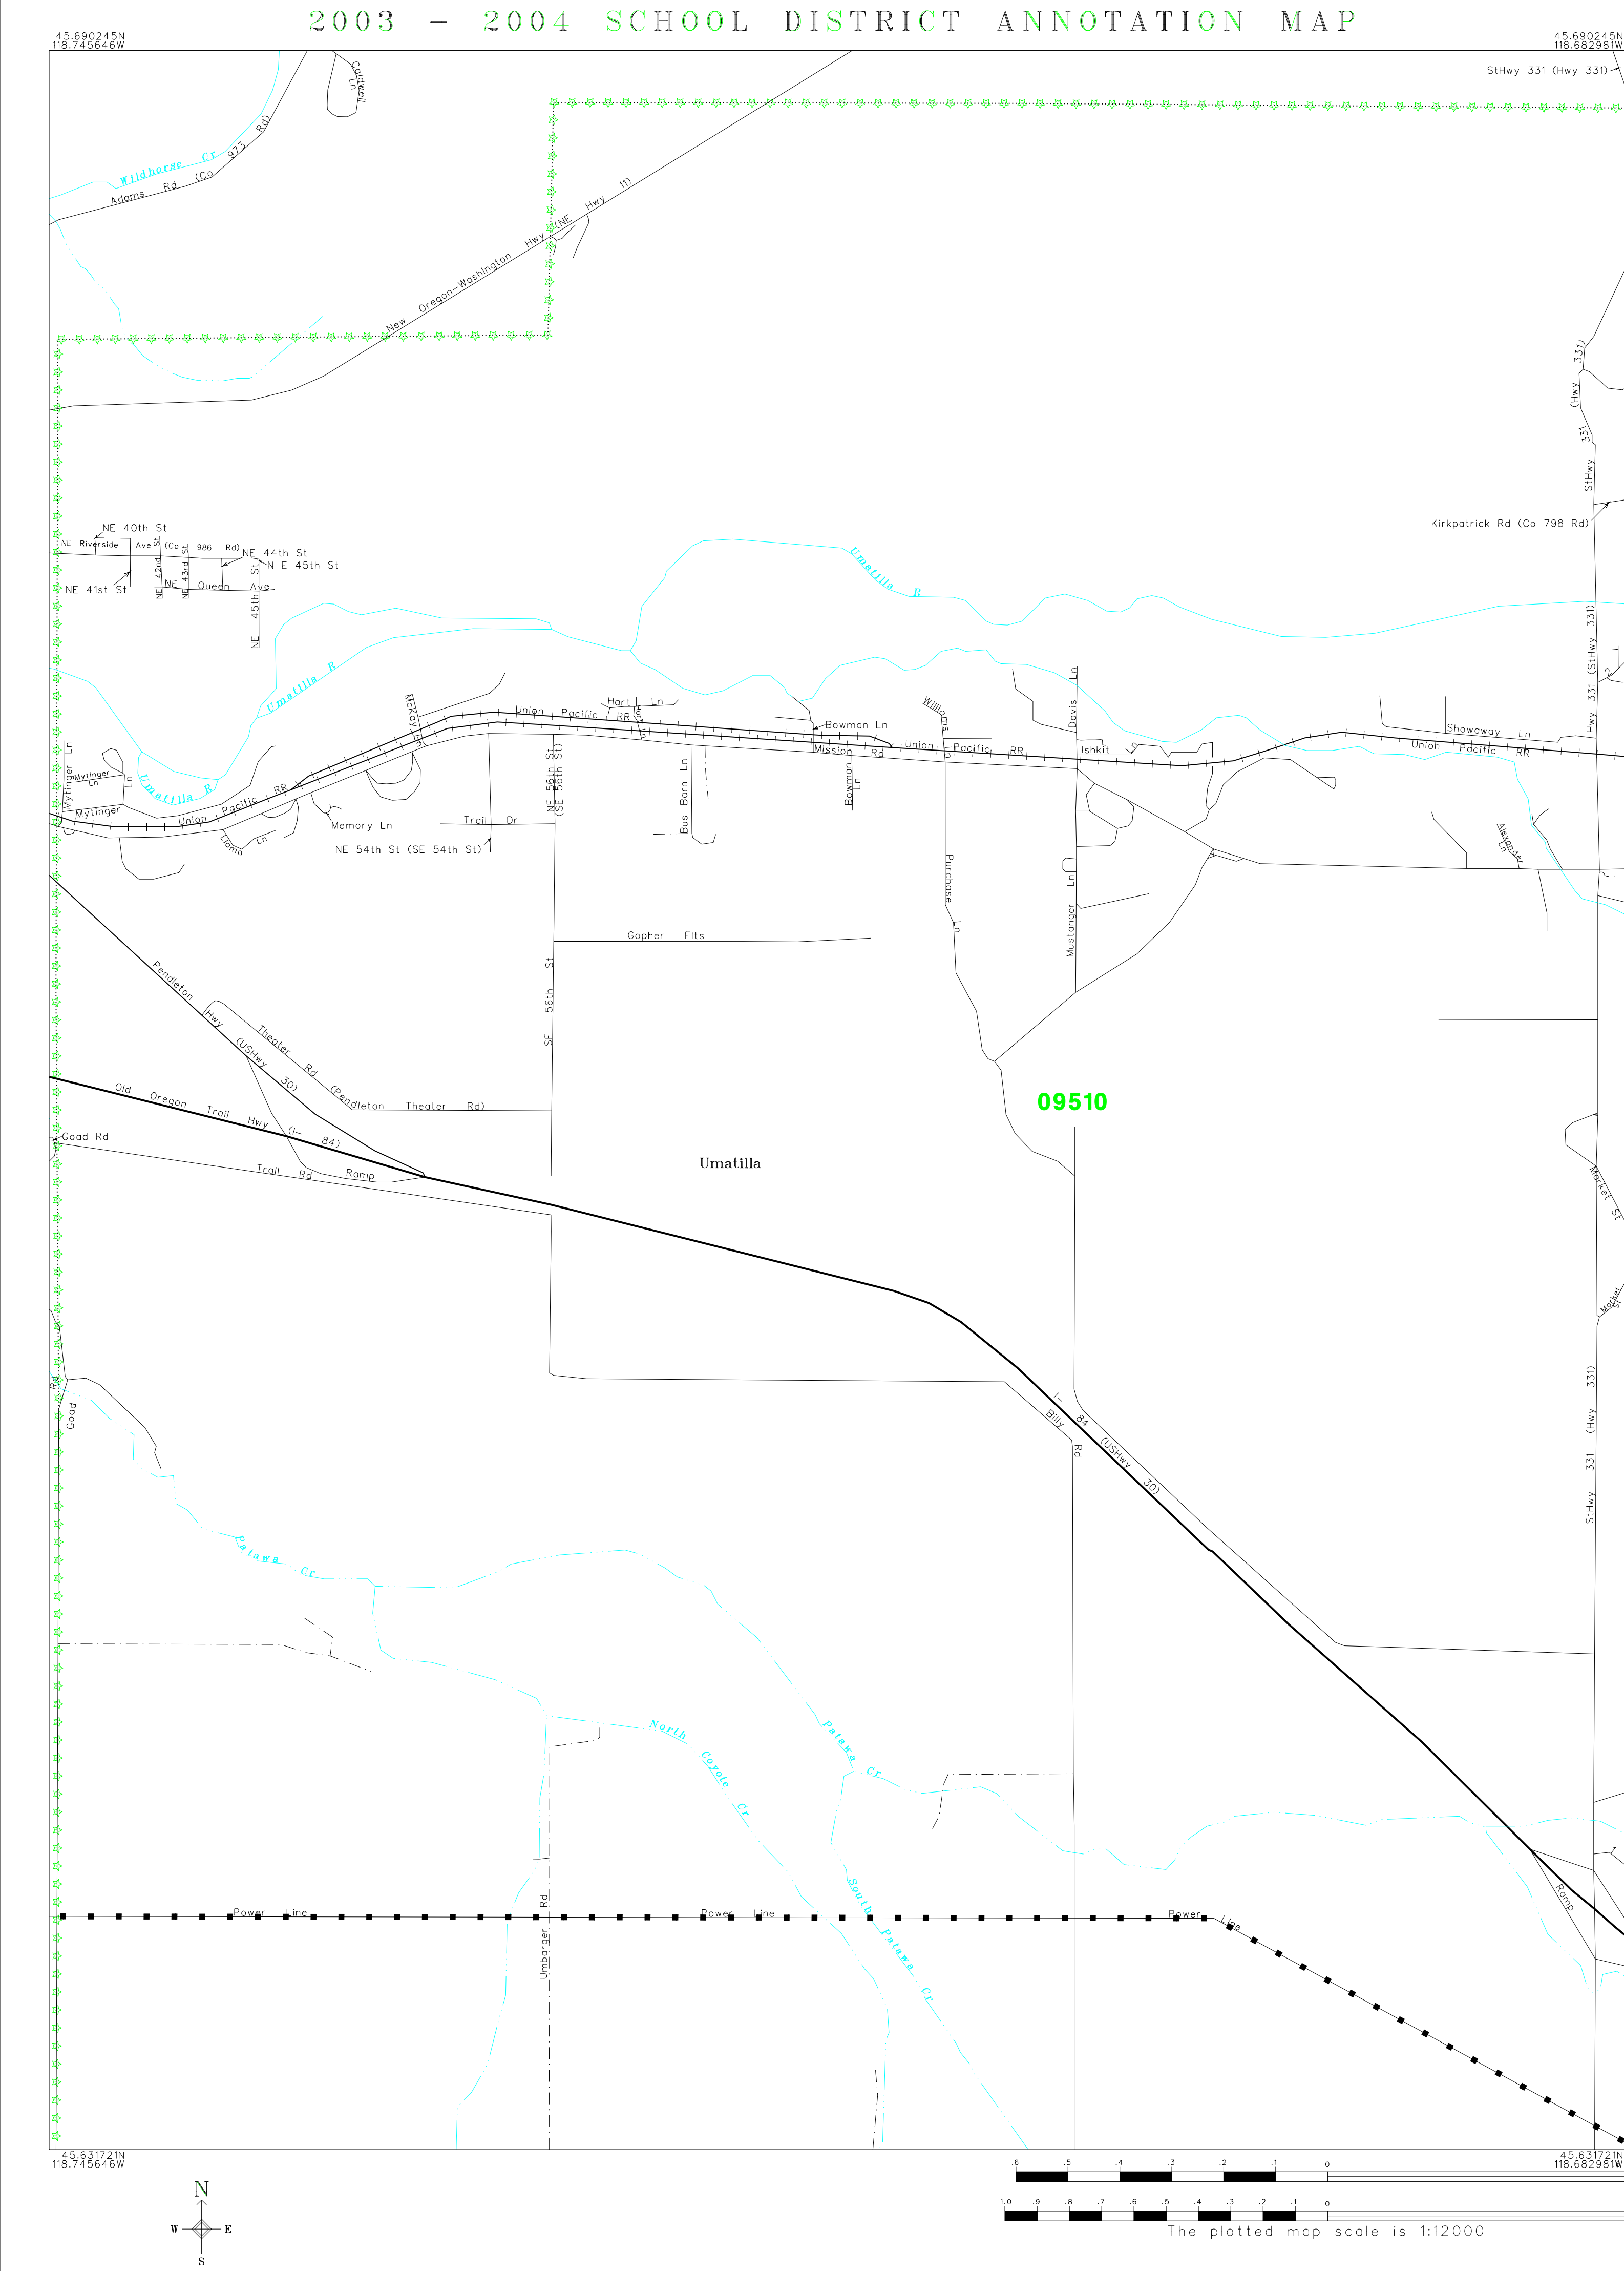 2003 - 2004 SCHOOL DISTRICT ANNOTATION MAP
45.690245N
118.745646W
45.690245N
118.682981W
StHwy 331 (Hwy 331)
Caldwell
Ln
Wildhorse Cr
Adams Rd (Co 973 Rd)
New Oregon-Washington Hwy (NE Hwy 11)
StHwy 331 (Hwy 331)
Kirkpatrick Rd (Co 798 Rd)
NE 40th St
NE Riverside Ave (Co 986 Rd)
NE 44th St
N E 45th St
NE 41st St
NE 42nd St
NE 43rd St
NE Queen Ave
NE 45th St
Umatilla R
Umatilla R
Umatilla R
Hwy 331 (StHwy 331)
McKay Ln
Hart Ln
Hart Ln
Union Pacific RR
Williams Ln
Davis Ln
Bowman Ln
Mission Rd
Union Pacific RR
Ishkit Ln
Showaway Ln
Union Pacific RR
Mytinger Ln
Mytinger
Ln
Mytinger Ln
Union Pacific RR
Llama Ln
Memory Ln
Trail Dr
NE 54th St (SE 54th St)
NE 56th St
(SE 56th St)
Bus Barn Ln
Bowman
Ln
Purchase Ln
Mustanger Ln
Alexander
Ln
Gopher Flts
SE 56th St
Pendleton Hwy (USHwy 30)
Theater Rd (Pendleton Theater Rd)
Old Oregon Trail Hwy (I- 84)
Goad Rd
Trail Rd
Ramp
09510
Umatilla
Market St
Market
St
Goad Rd
I- 84 (USHwy 30)
Billy Rd
StHwy 331 (Hwy 331)
Patawa Cr
North Coyote Cr
Patawa Cr
South Patawa Cr
Umbarger Rd
Power Line
Power Line
Power Line
Ramp
45.631721N
118.745646W
45.631721N
118.682981W
N
W E
S
.6 .5 .4 .3 .2 .1 0
1.0 .9 .8 .7 .6 .5 .4 .3 .2 .1 0
The plotted map scale is 1:12000